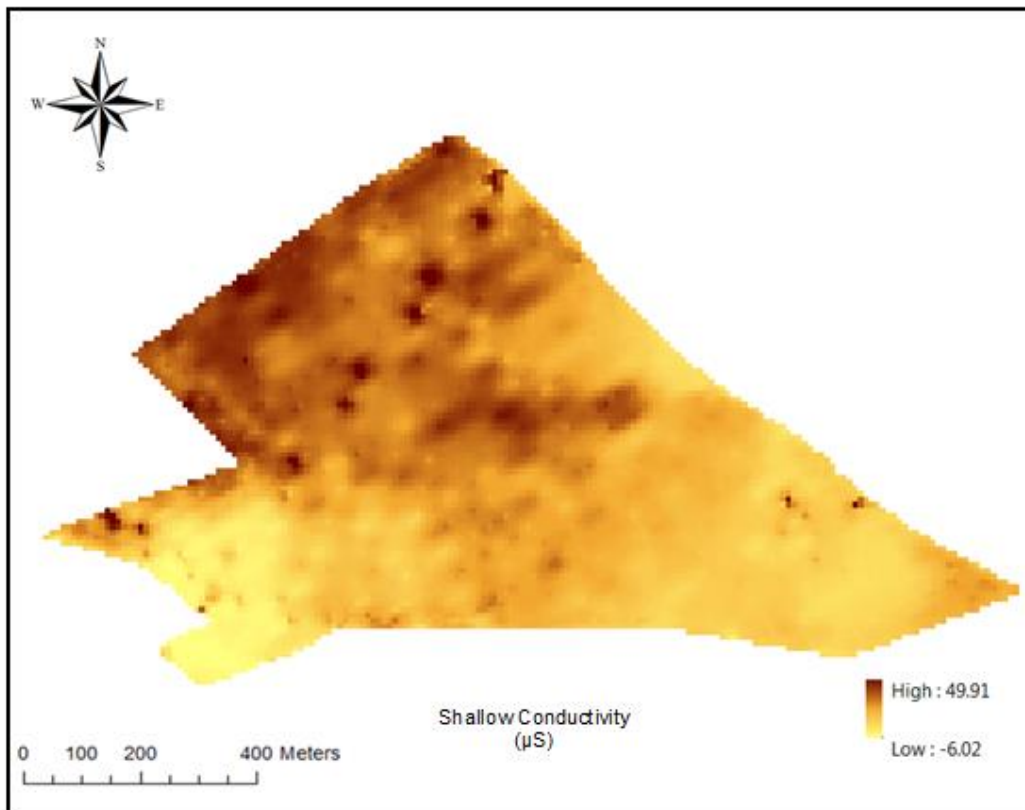 N
W E
S
High : 49.91
Shallow Conductivity
(µS)
Low : -6.02
0 100 200 400 Meters